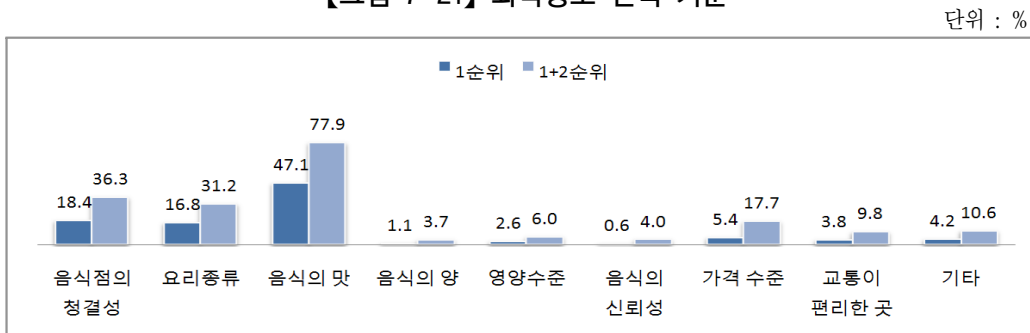 단위 : %
1순위 1+2순위
77.9
47.1
36.3
31.2
18.4 16.8
17.7
1.1 3.7 2.6 6.0 0.6 4.0 5.4 3.8 9.8 4.2 10.6
음식점의 요리종류 음식의 맛 음식의 양 영양수준 음식의 가격 수준 교통이 기타
청결성 신뢰성 편리한 곳